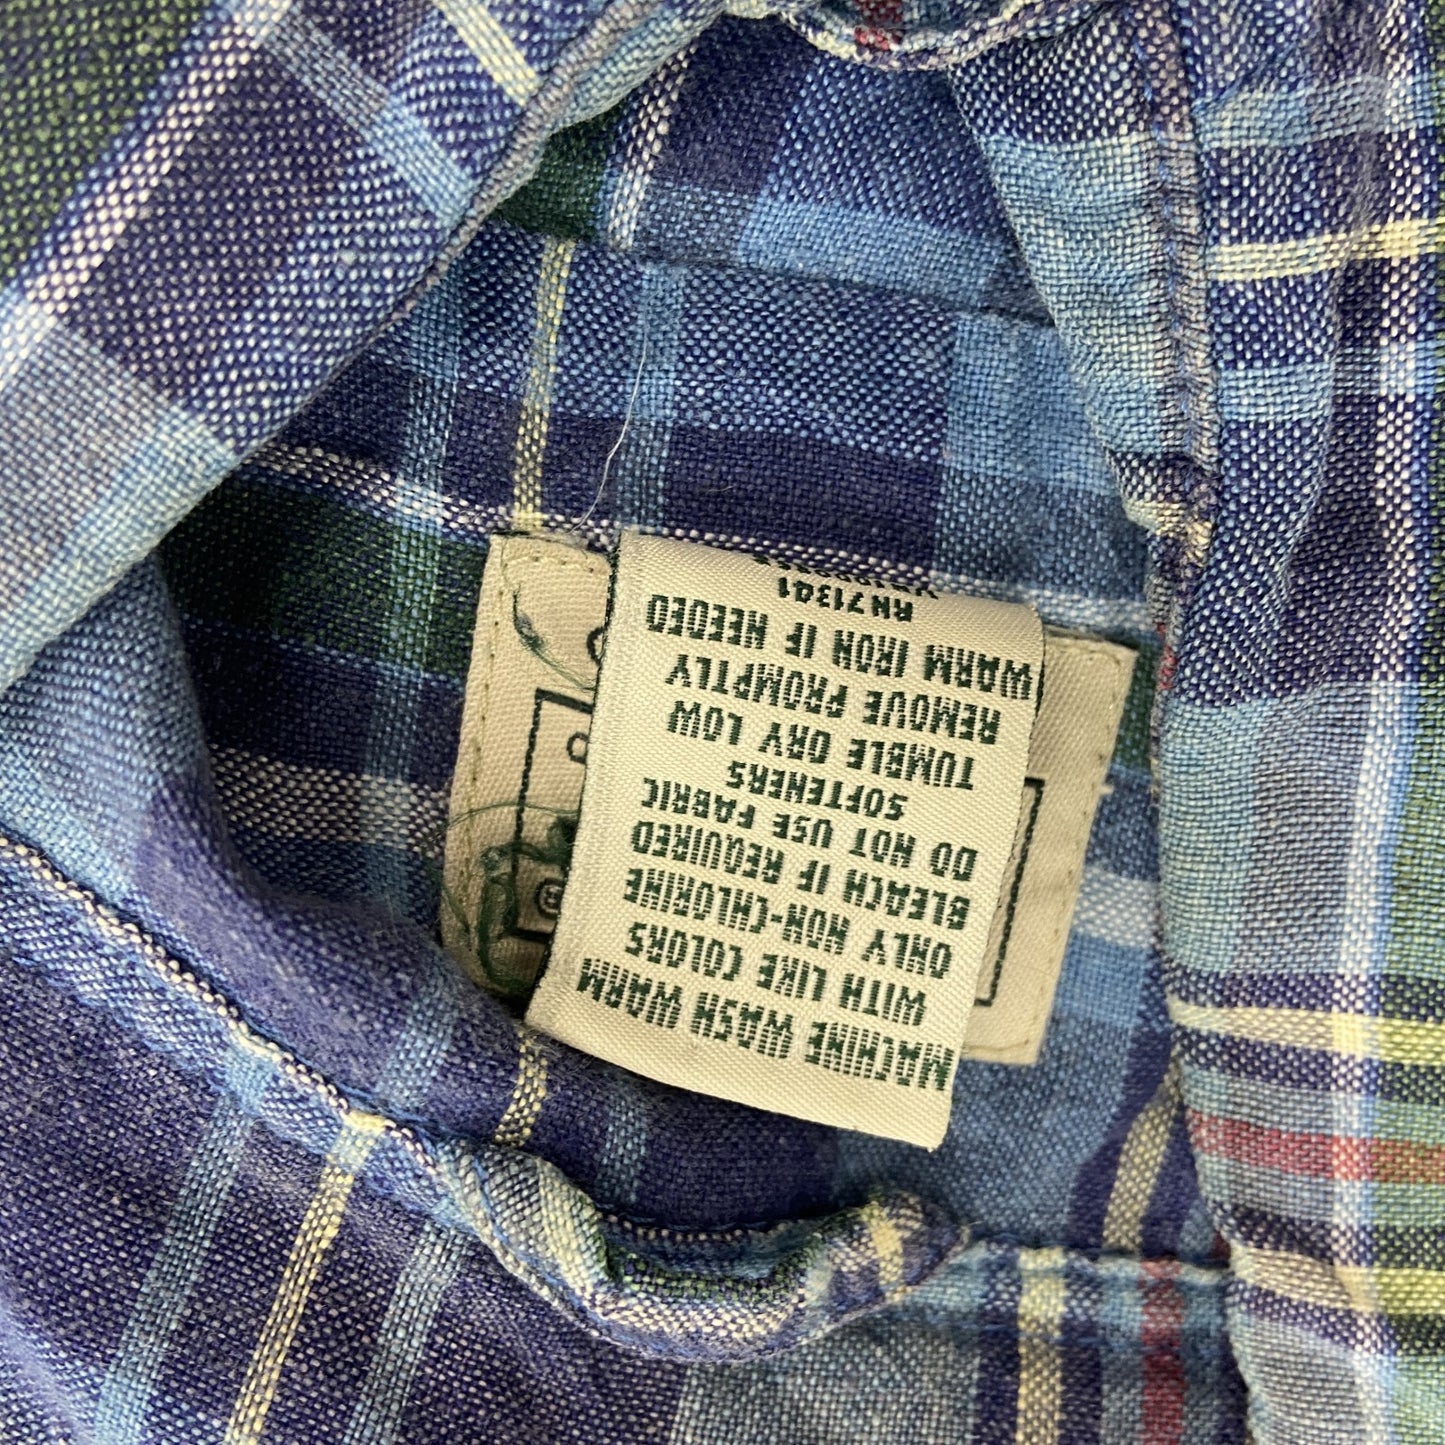 MACHINE WASH WARM
WITH LIKE COLORS
ONLY NON-CHLORINE
BLEACH IF REQUIRED
DO NOT USE FABRIC
SOFTENERS
TUMBLE DRY LOW
REMOVE PROMPTLY
WARM IRON IF NEEDED
RN71341